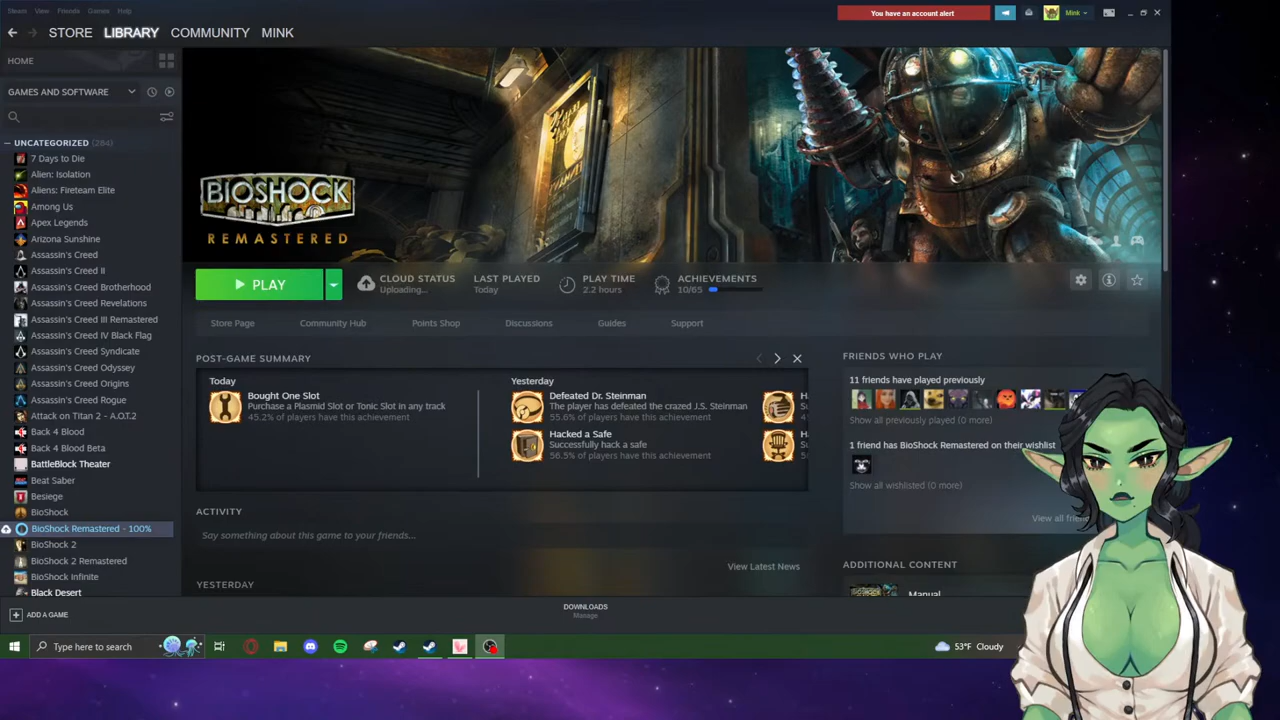 Steam View Friends Games Help
You have an account alert
Mink
STORE LIBRARY COMMUNITY MINK
HOME
GAMES AND SOFTWARE
UNCATEGORIZED (284)
7 Days to Die
Alien: Isolation
Aliens: Fireteam Elite
Among Us
Apex Legends
Arizona Sunshine
Assassin's Creed
Assassin's Creed II
Assassin's Creed Brotherhood
Assassin's Creed Revelations
Assassin's Creed III Remastered
Assassin's Creed IV Black Flag
Assassin's Creed Syndicate
Assassin's Creed Odyssey
Assassin's Creed Origins
Assassin's Creed Rogue
Attack on Titan 2 - A.O.T.2
Back 4 Blood
Back 4 Blood Beta
BattleBlock Theater
Beat Saber
Besiege
BioShock
BioShock Remastered - 100%
BioShock 2
BioShock 2 Remastered
BioShock Infinite
Black Desert
ADD A GAME
BIOSHOCK
REMASTERED
PLAY
CLOUD STATUS
Uploading...
LAST PLAYED
Today
PLAY TIME
2.2 hours
ACHIEVEMENTS
10/65
Store Page Community Hub Points Shop Discussions Guides Support
POST-GAME SUMMARY
Today
Bought One Slot
Purchase a Plasmid Slot or Tonic Slot in any track
45.2% of players have this achievement
Yesterday
Defeated Dr. Steinman
The player has defeated the crazed J.S. Steinman
55.6% of players have this achievement
Hacked a Safe
Successfully hack a safe
56.5% of players have this achievement
ACTIVITY
Say something about this game to your friends...
View Latest News
YESTERDAY
FRIENDS WHO PLAY
11 friends have played previously
Show all previously played (0 more)
1 friend has BioShock Remastered on their wishlist
Show all wishlisted (0 more)
View all
ADDITIONAL CONTENT
Manual
DOWNLOADS
Manage
Type here to search
53°F Cloudy